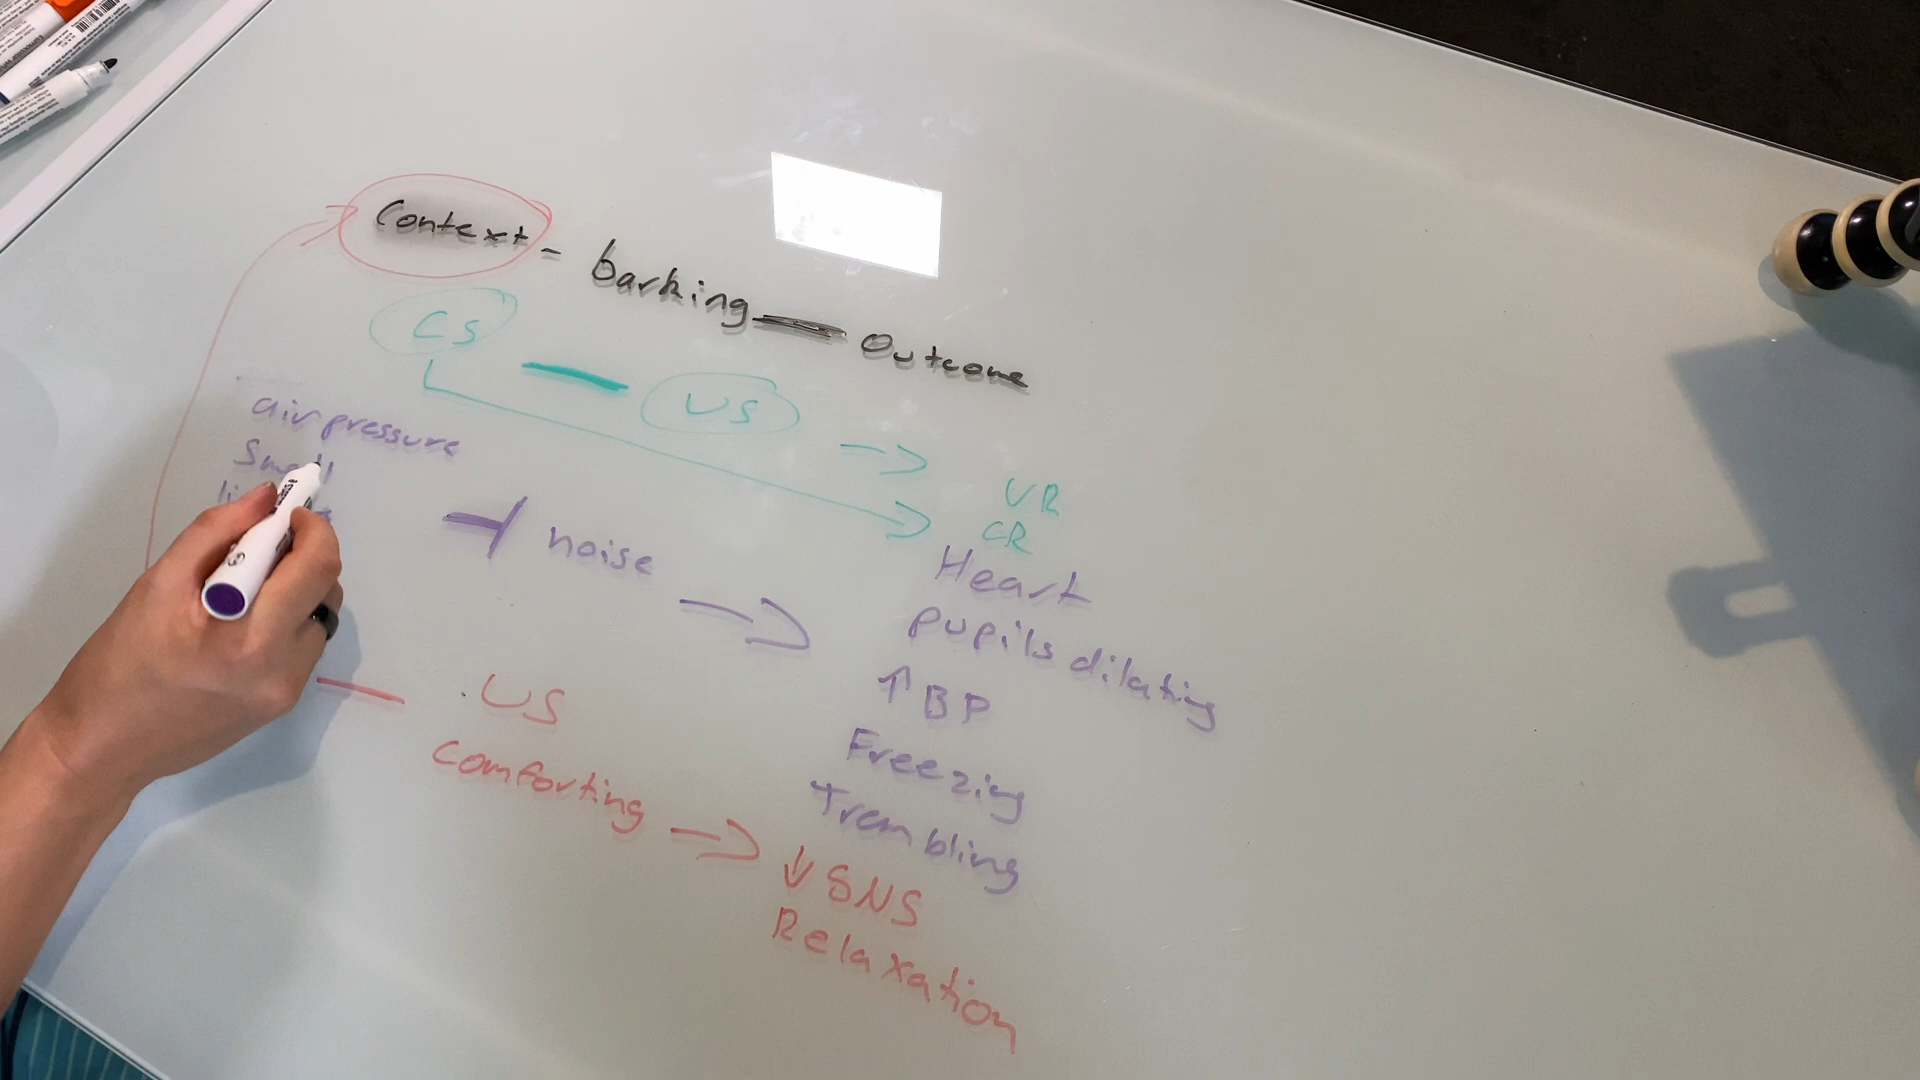 Context - barking — Outcome
CS — US → UR
CR
air pressure
Smell
noise → Heart
pupils dilating
↑ BP
Freezing
Trembling
US
Comforting → ↓ SNS
Relaxation